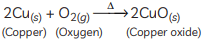 2Cu(s) + O2(g) Δ⟶ 2CuO(s)
(Copper) (Oxygen) (Copper oxide)